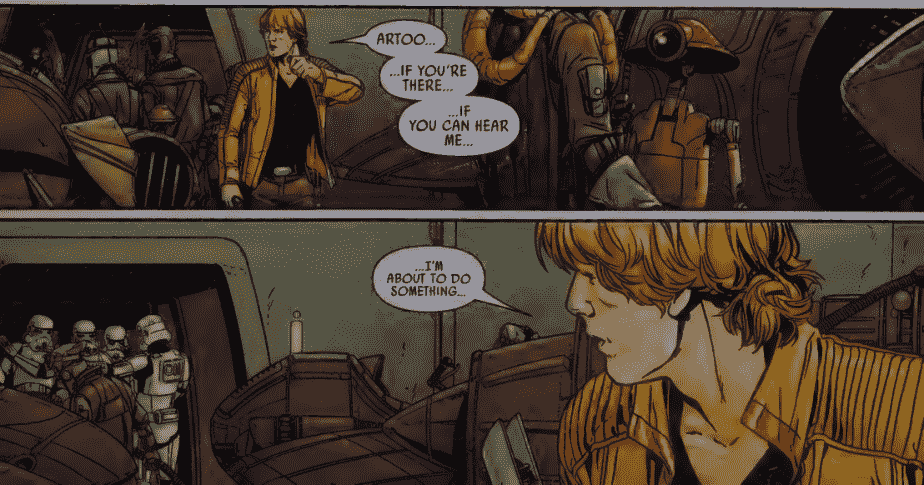 ARTOO...
...IF YOU'RE
THERE...
...IF
YOU CAN HEAR
ME...
...I'M
ABOUT TO DO
SOMETHING...